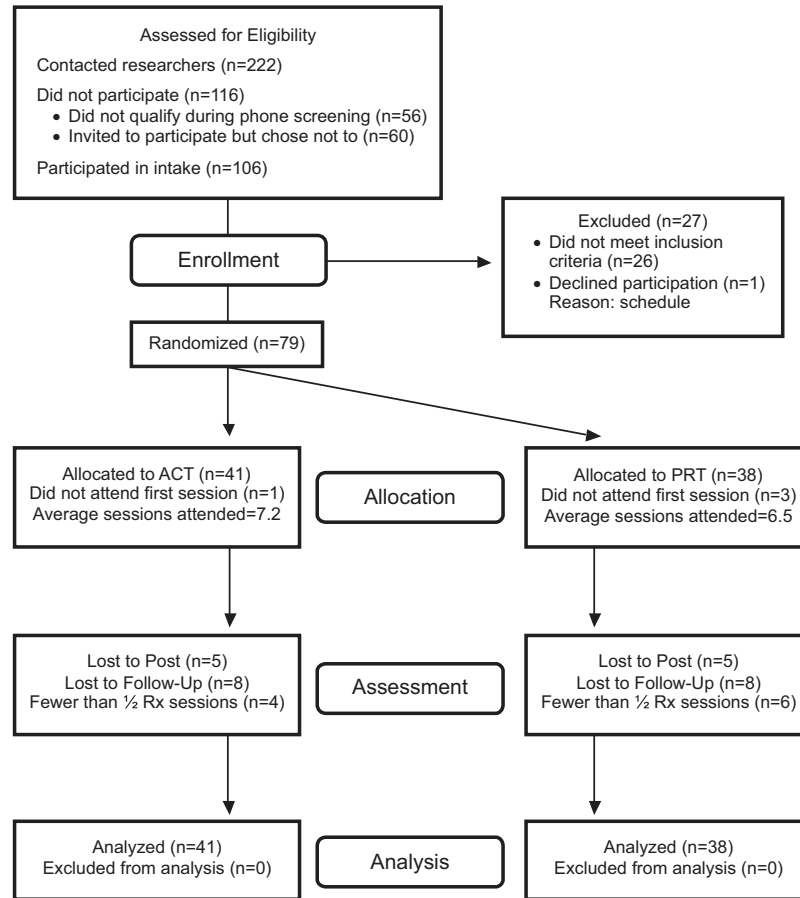 Assessed for Eligibility
Contacted researchers (n=222)
Did not participate (n=116)
• Did not qualify during phone screening (n=56)
• Invited to participate but chose not to (n=60)
Participated in intake (n=106)
Enrollment
Excluded (n=27)
• Did not meet inclusion
criteria (n=26)
• Declined participation (n=1)
Reason: schedule
Randomized (n=79)
Allocated to ACT (n=41)
Did not attend first session (n=1)
Average sessions attended=7.2
Allocation
Allocated to PRT (n=38)
Did not attend first session (n=3)
Average sessions attended=6.5
Lost to Post (n=5)
Lost to Follow-Up (n=8)
Fewer than ½ Rx sessions (n=4)
Assessment
Lost to Post (n=5)
Lost to Follow-Up (n=8)
Fewer than ½ Rx sessions (n=6)
Analyzed (n=41)
Excluded from analysis (n=0)
Analysis
Analyzed (n=38)
Excluded from analysis (n=0)